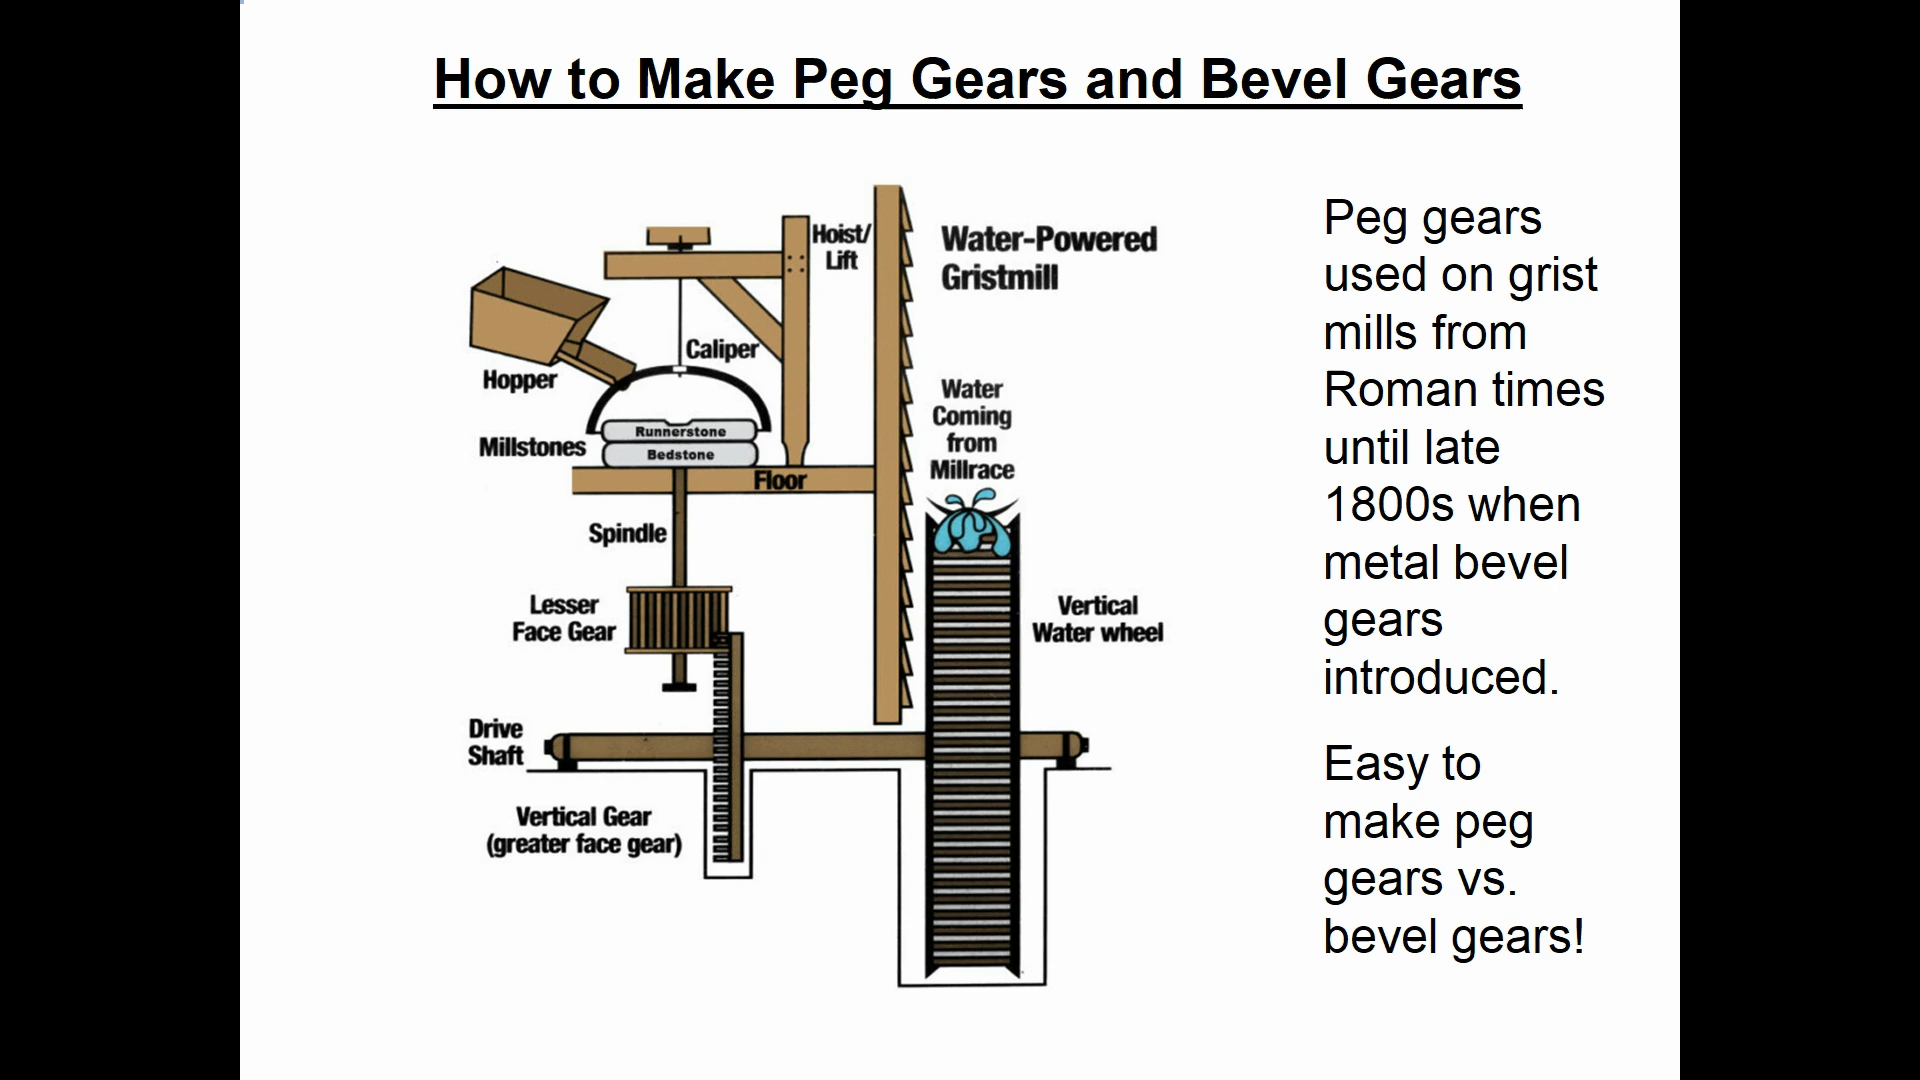 How to Make Peg Gears and Bevel Gears
Hoist/
Lift
Water-Powered
Gristmill
Caliper
Hopper
Millstones
Runnerstone
Bedstone
Floor
Water
Coming
from
Millrace
Spindle
Lesser
Face Gear
Vertical
Water wheel
Drive
Shaft
Vertical Gear
(greater face gear)
Peg gears
used on grist
mills from
Roman times
until late
1800s when
metal bevel
gears
introduced.
Easy to
make peg
gears vs.
bevel gears!